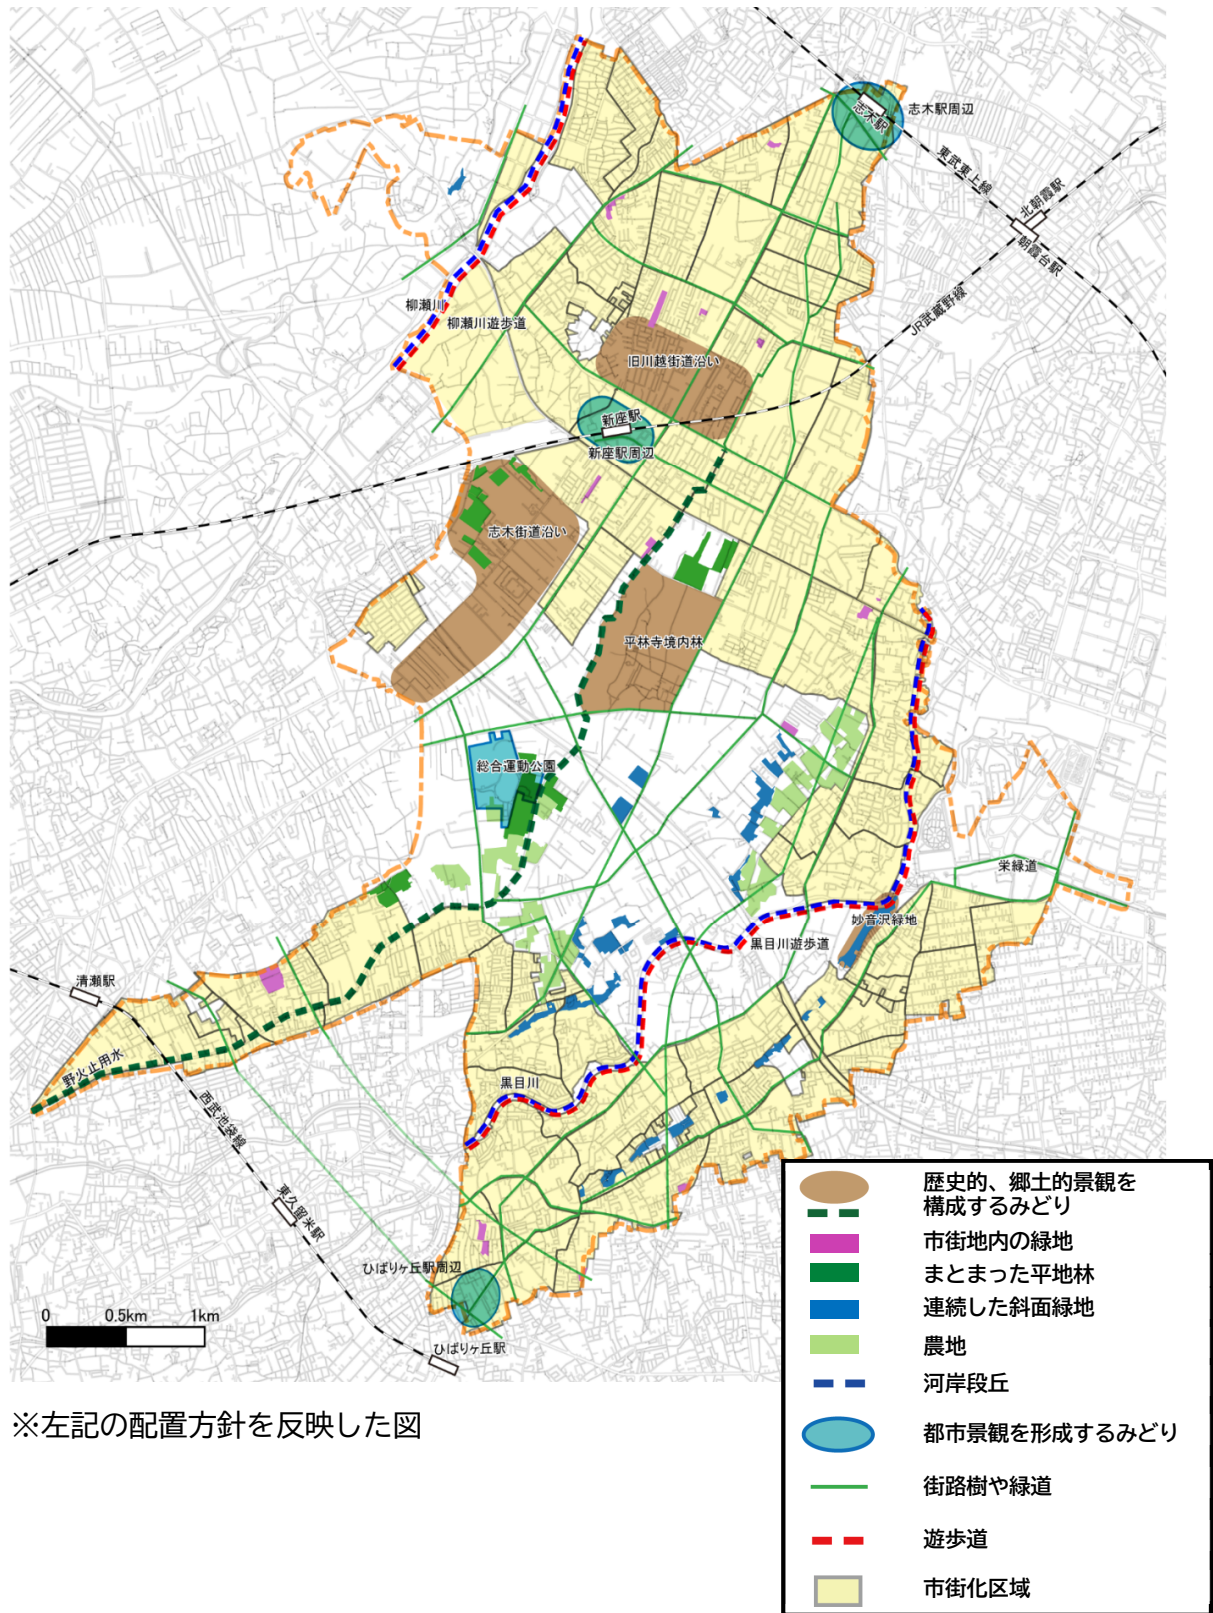 志木駅
志木駅周辺
東武東上線
北朝霞駅
朝霞台駅
JR武蔵野線
柳瀬川
柳瀬川遊歩道
旧川越街道沿い
新座駅
新座駅周辺
志木街道沿い
平林寺境内林
総合運動公園
栄緑道
妙音沢緑地
黒目川遊歩道
清瀬駅
野火止用水
黒目川
西武池袋線
東久留米駅
ひばりヶ丘駅周辺
ひばりヶ丘駅
0 0.5km 1km
※左記の配置方針を反映した図
歴史的、郷土的景観を
構成するみどり
市街地内の緑地
まとまった平地林
連続した斜面緑地
農地
河岸段丘
都市景観を形成するみどり
街路樹や緑道
遊歩道
市街化区域